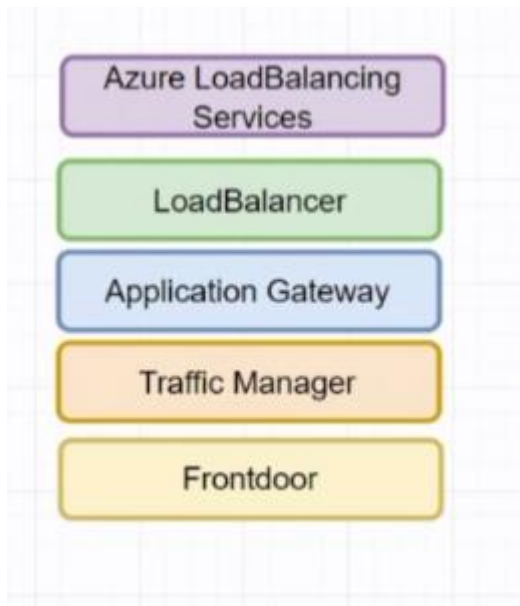 Azure LoadBalancing
Services
LoadBalancer
Application Gateway
Traffic Manager
Frontdoor